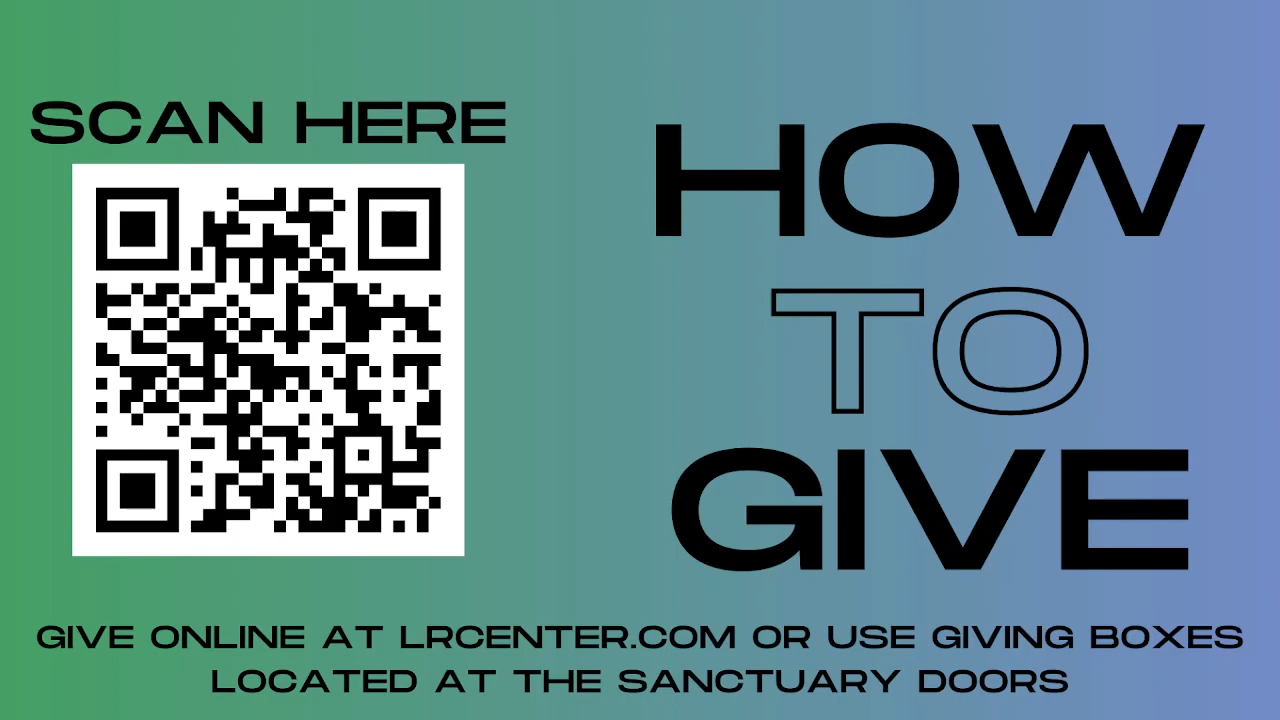 SCAN HERE
HOW
TO
GIVE
GIVE ONLINE AT LRCENTER.COM OR USE GIVING BOXES
LOCATED AT THE SANCTUARY DOORS